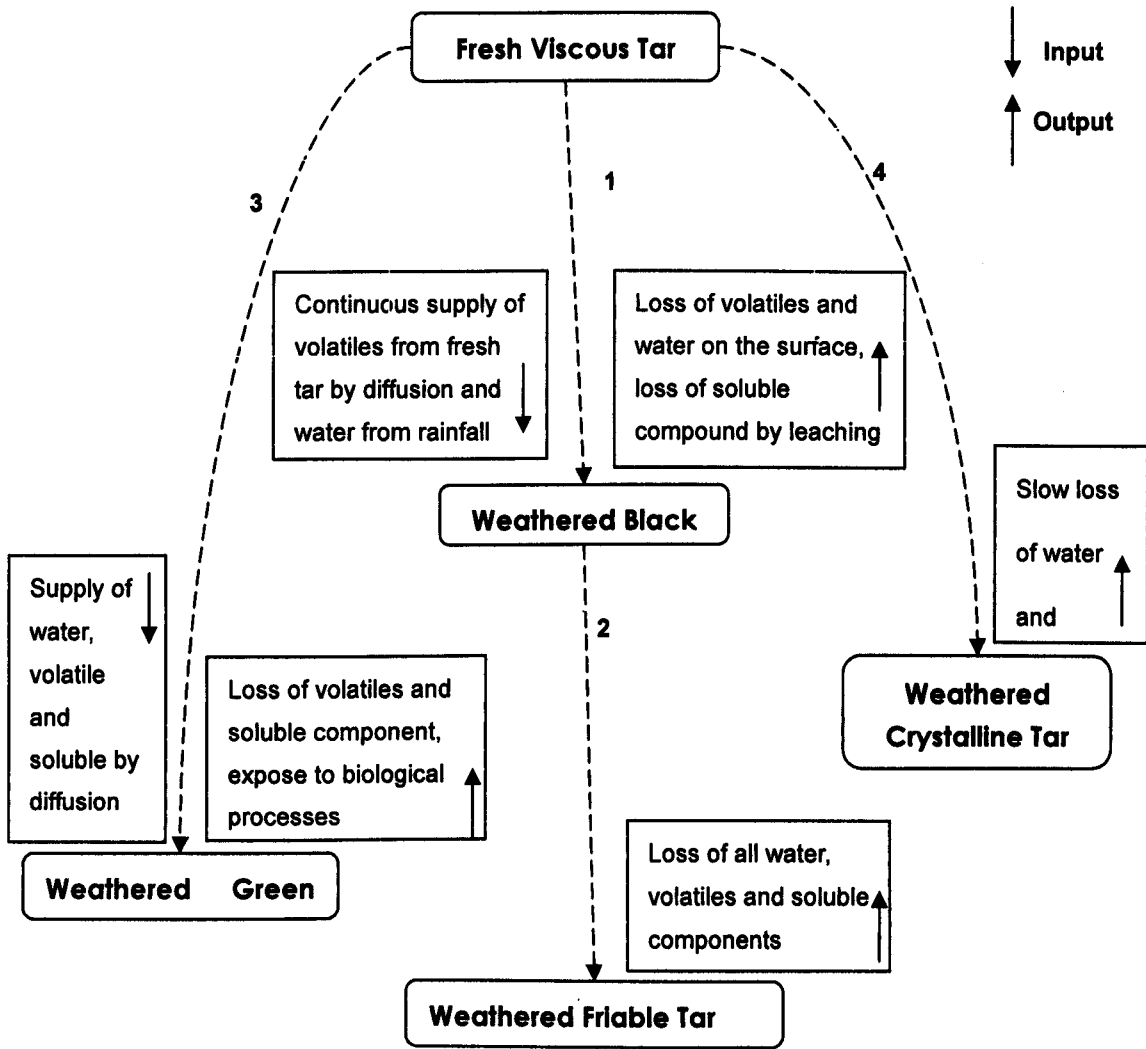 Fresh Viscous Tar
Input
Output
3
1
4
Continuous supply of
volatiles from fresh
tar by diffusion and
water from rainfall
Loss of volatiles and
water on the surface,
loss of soluble
compound by leaching
Weathered Black
Slow loss
of water
and
Supply of
water,
volatile
and
soluble by
diffusion
2
Loss of volatiles and
soluble component,
expose to biological
processes
Weathered
Crystalline Tar
Weathered Green
Loss of all water,
volatiles and soluble
components
Weathered Friable Tar